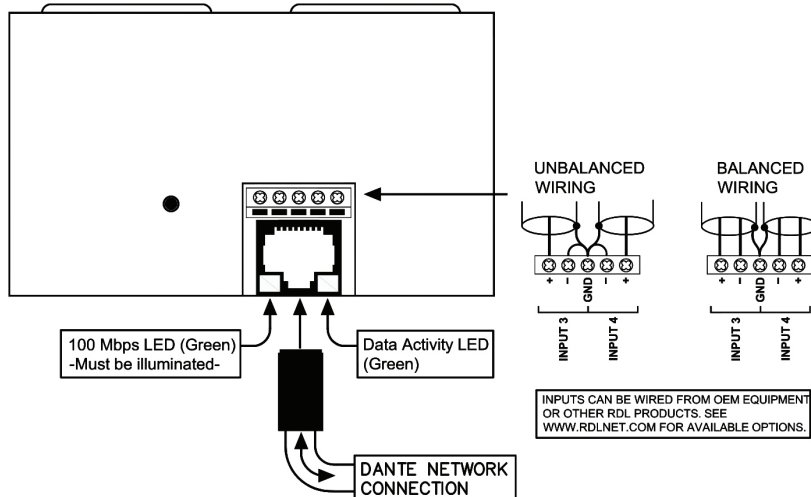 UNBALANCED
WIRING
BALANCED
WIRING
+ - GND - +
+ - GND - +
INPUT 3
INPUT 4
INPUT 3
INPUT 4
100 Mbps LED (Green)
-Must be illuminated-
Data Activity LED
(Green)
INPUTS CAN BE WIRED FROM OEM EQUIPMENT
OR OTHER RDL PRODUCTS. SEE
WWW.RDLNET.COM FOR AVAILABLE OPTIONS.
DANTE NETWORK
CONNECTION